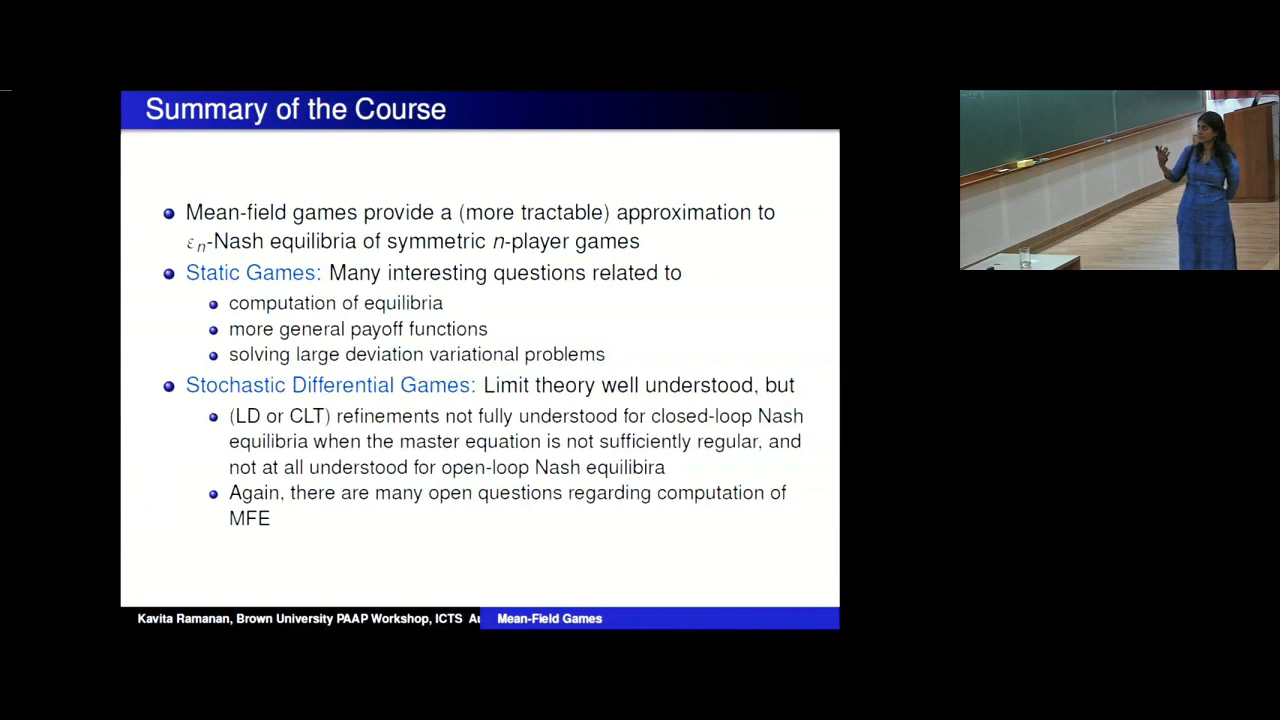 Summary of the Course
Mean-field games provide a (more tractable) approximation to
εn-Nash equilibria of symmetric n-player games
Static Games: Many interesting questions related to
computation of equilibria
more general payoff functions
solving large deviation variational problems
Stochastic Differential Games: Limit theory well understood, but
(LD or CLT) refinements not fully understood for closed-loop Nash
equilibria when the master equation is not sufficiently regular, and
not at all understood for open-loop Nash equilibira
Again, there are many open questions regarding computation of
MFE
Kavita Ramanan, Brown University PAAP Workshop, ICTS
Mean-Field Games